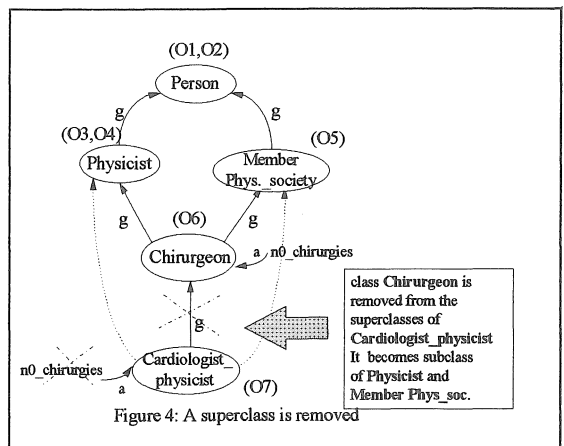 (O1,O2)
Person
g g
(O3,O4) (O5)
Physicist
Member
Phys._society
g (O6) g
Chirurgeon
a n0_chirurgies
class Chirurgeon is
removed from the
superclasses of
Cardiologist_physicist
It becomes subclass
of Physicist and
Member Phys_soc.
g
n0_chirurgies
a
Cardiologist_
physicist
(O7)
Figure 4: A superclass is removed